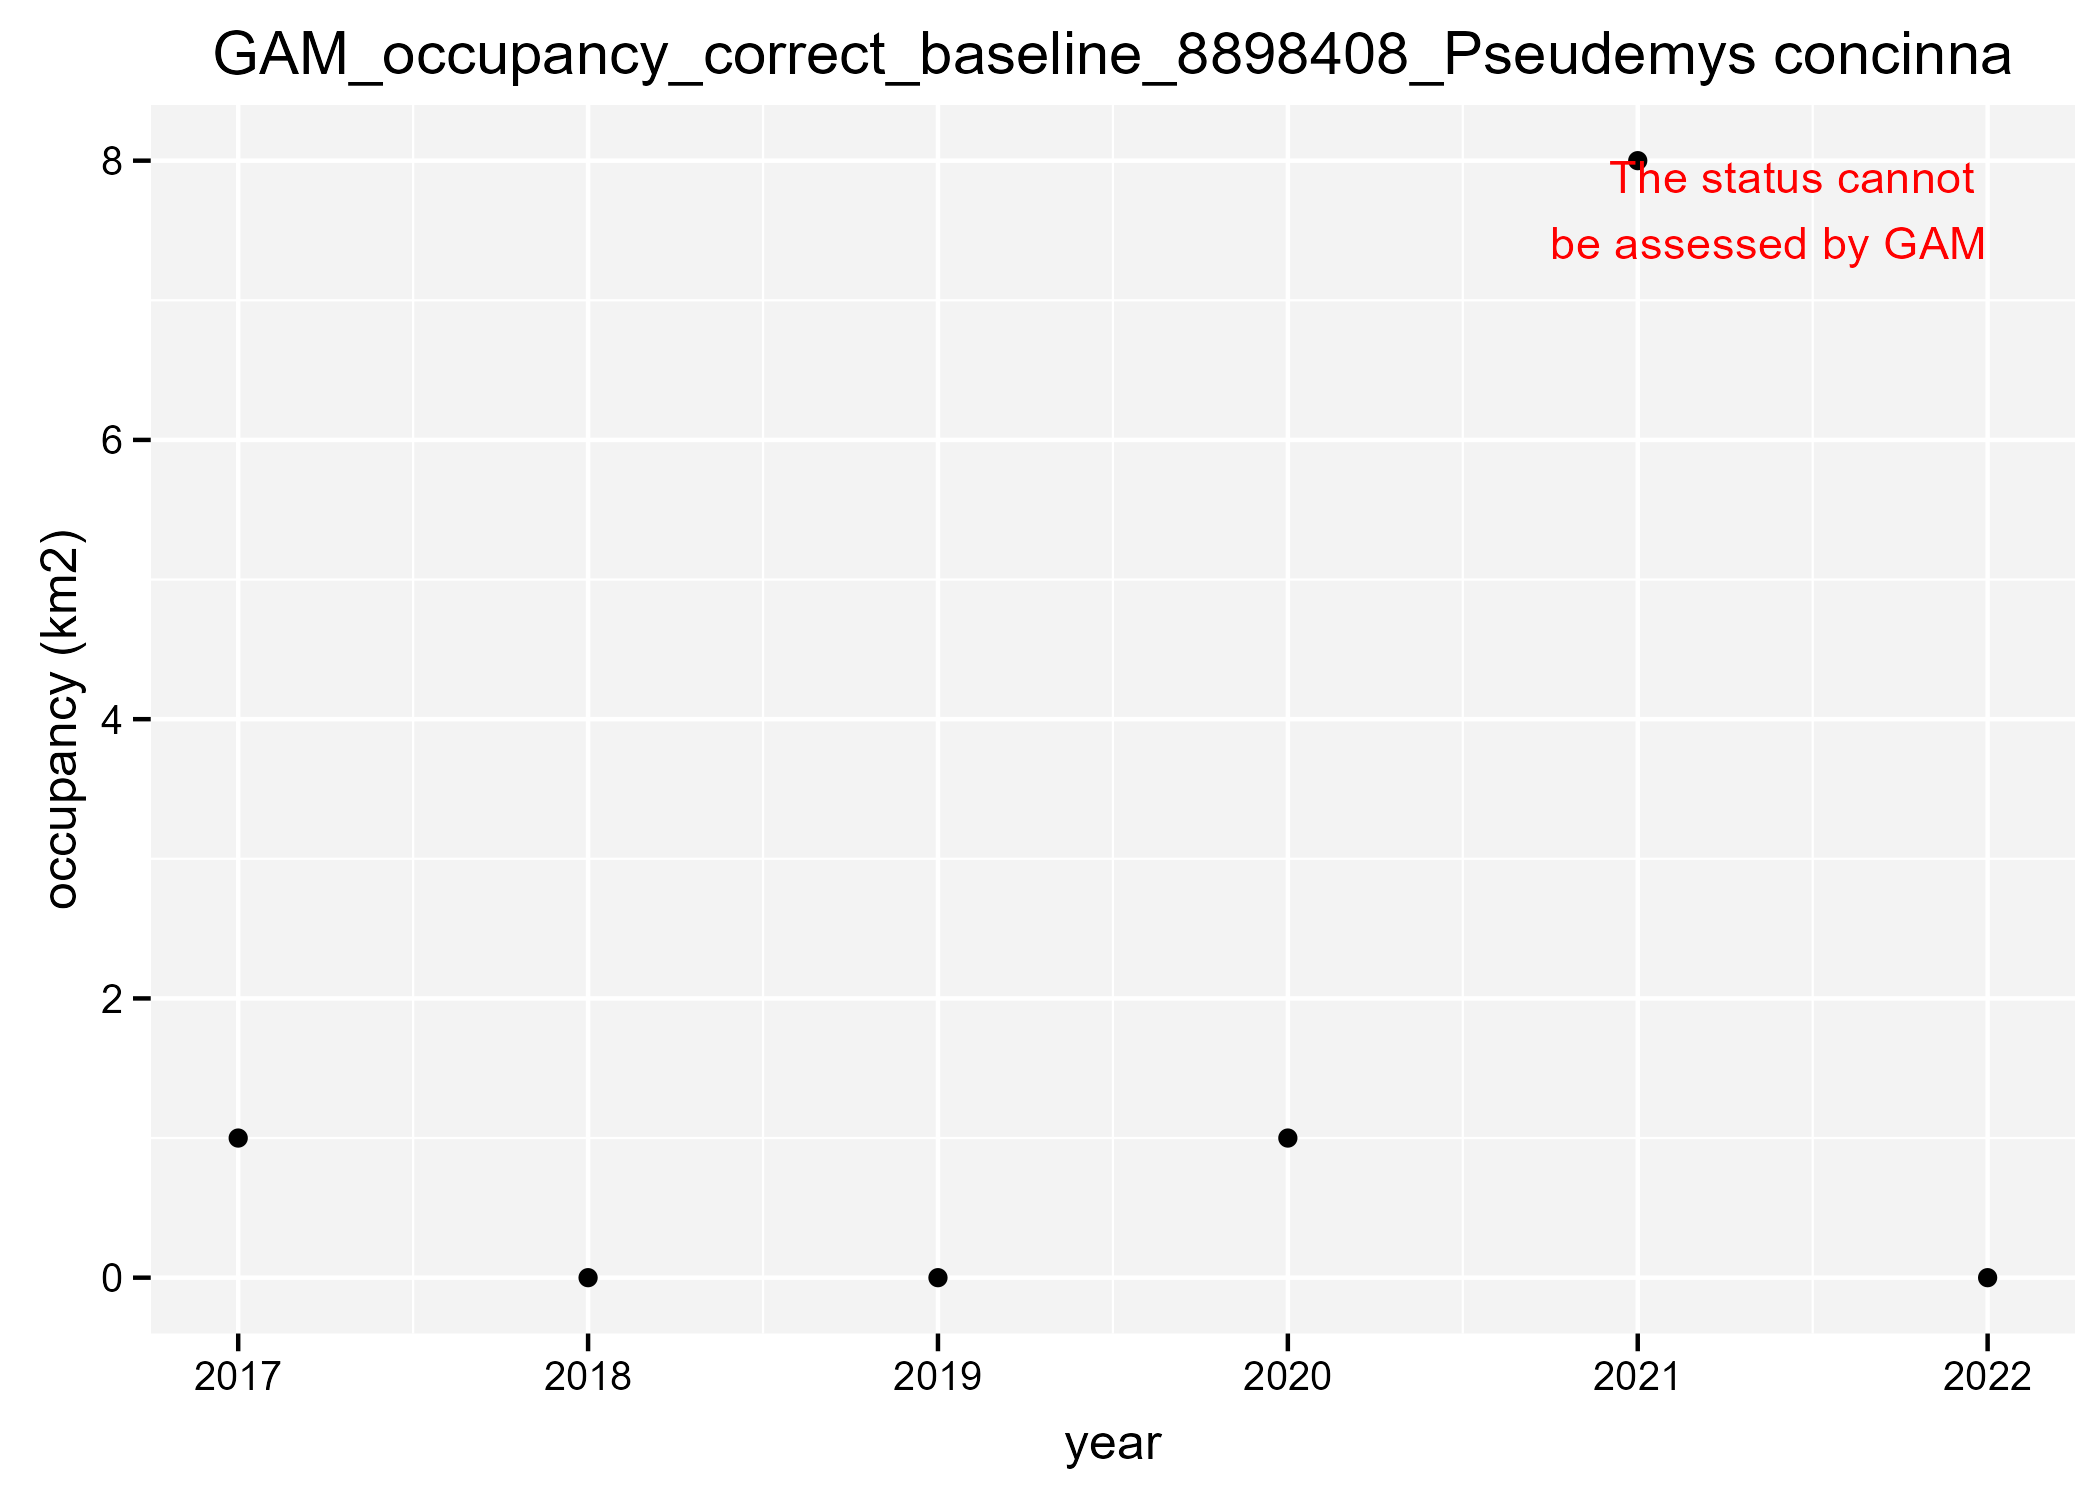 GAM_occupancy_correct_baseline_8898408_Pseudemys concinna
8
The status cannot
be assessed by GAM
6
occupancy (km2)
4
2
0
2017 2018 2019 2020 2021 2022
year